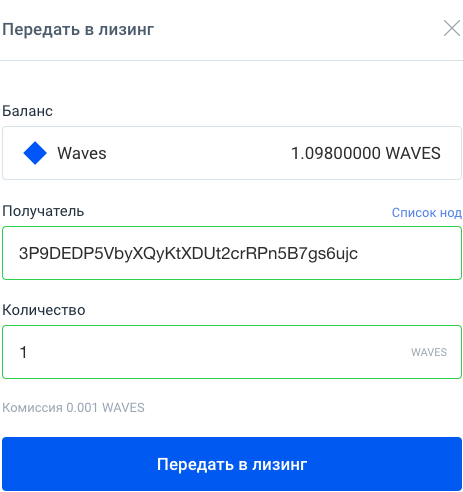 Передать в лизинг
Баланс
Waves 1.09800000 WAVES
Получатель Список нод
3P9DEDP5VbyXQyKtXDUt2crRPn5B7gs6ujc
Количество
1 WAVES
Комиссия 0.001 WAVES
Передать в лизинг